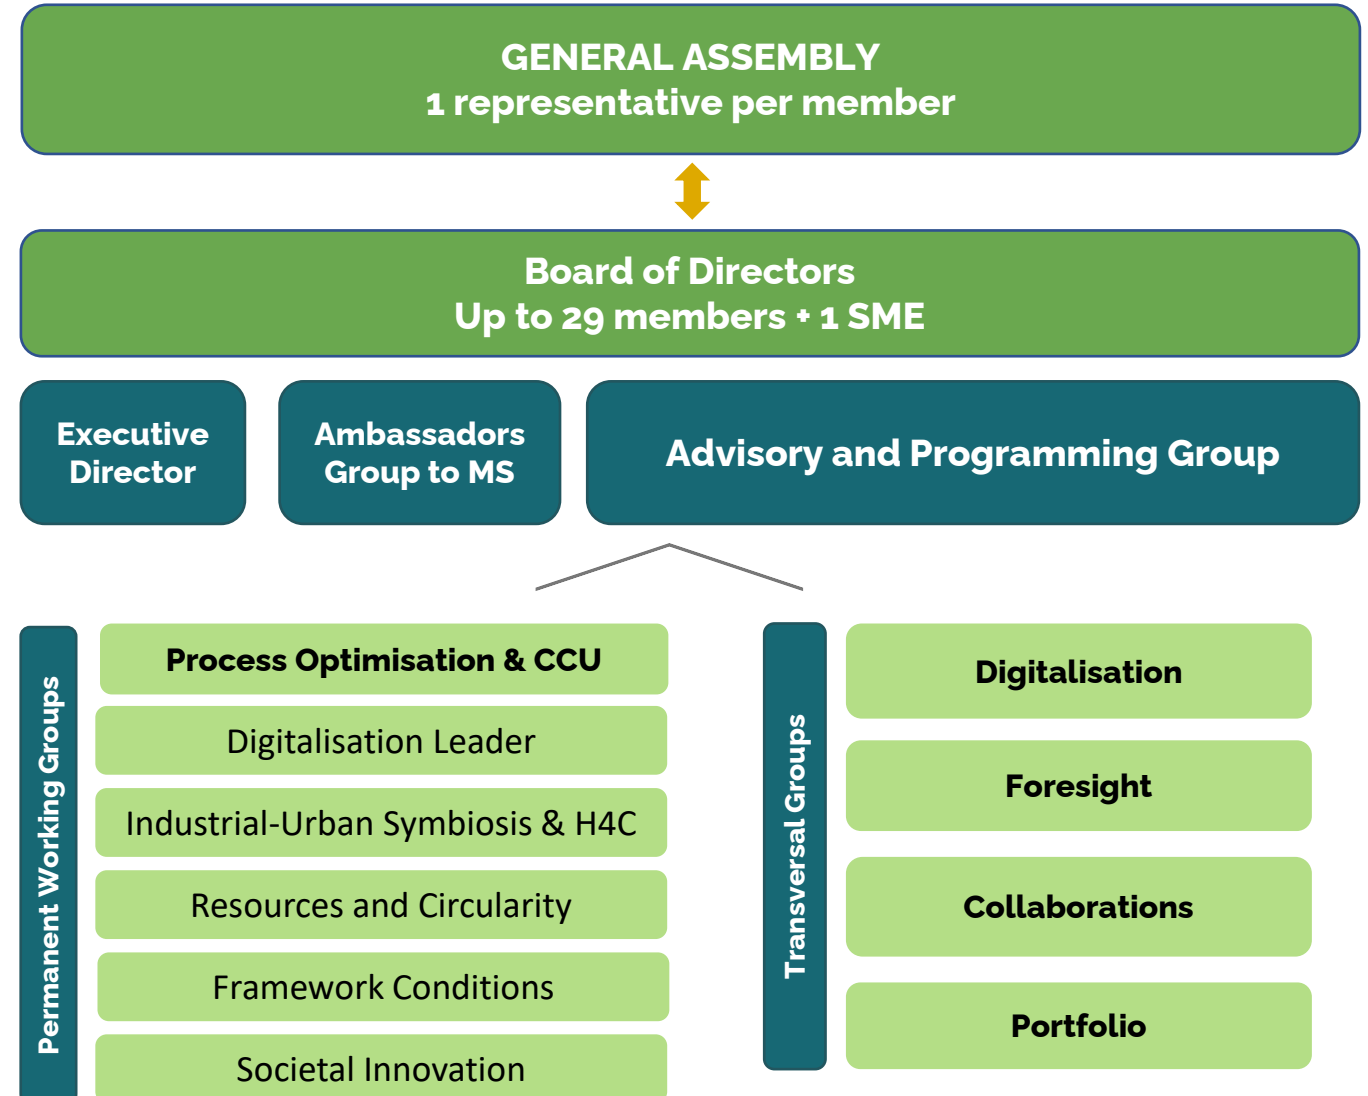 GENERAL ASSEMBLY
1 representative per member
Board of Directors
Up to 29 members + 1 SME
Executive
Director
Ambassadors
Group to MS
Advisory and Programming Group
Permanent Working Groups
Process Optimisation & CCU
Digitalisation Leader
Industrial-Urban Symbiosis & H4C
Resources and Circularity
Framework Conditions
Societal Innovation
Transversal Groups
Digitalisation
Foresight
Collaborations
Portfolio